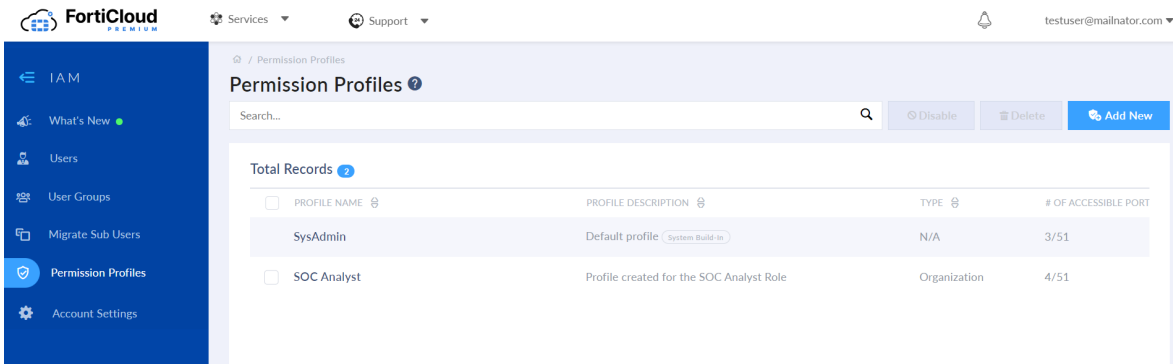 FortiCloud
PREMIUM
Services
Support
testuser@mailnator.com
IAM
What's New
Users
User Groups
Migrate Sub Users
Permission Profiles
Account Settings
/ Permission Profiles
Permission Profiles ?
Search...
Disable
Delete
Add New
Total Records 2
PROFILE NAME PROFILE DESCRIPTION TYPE # OF ACCESSIBLE PORT
SysAdmin Default profile System Build-In N/A 3/51
SOC Analyst Profile created for the SOC Analyst Role Organization 4/51